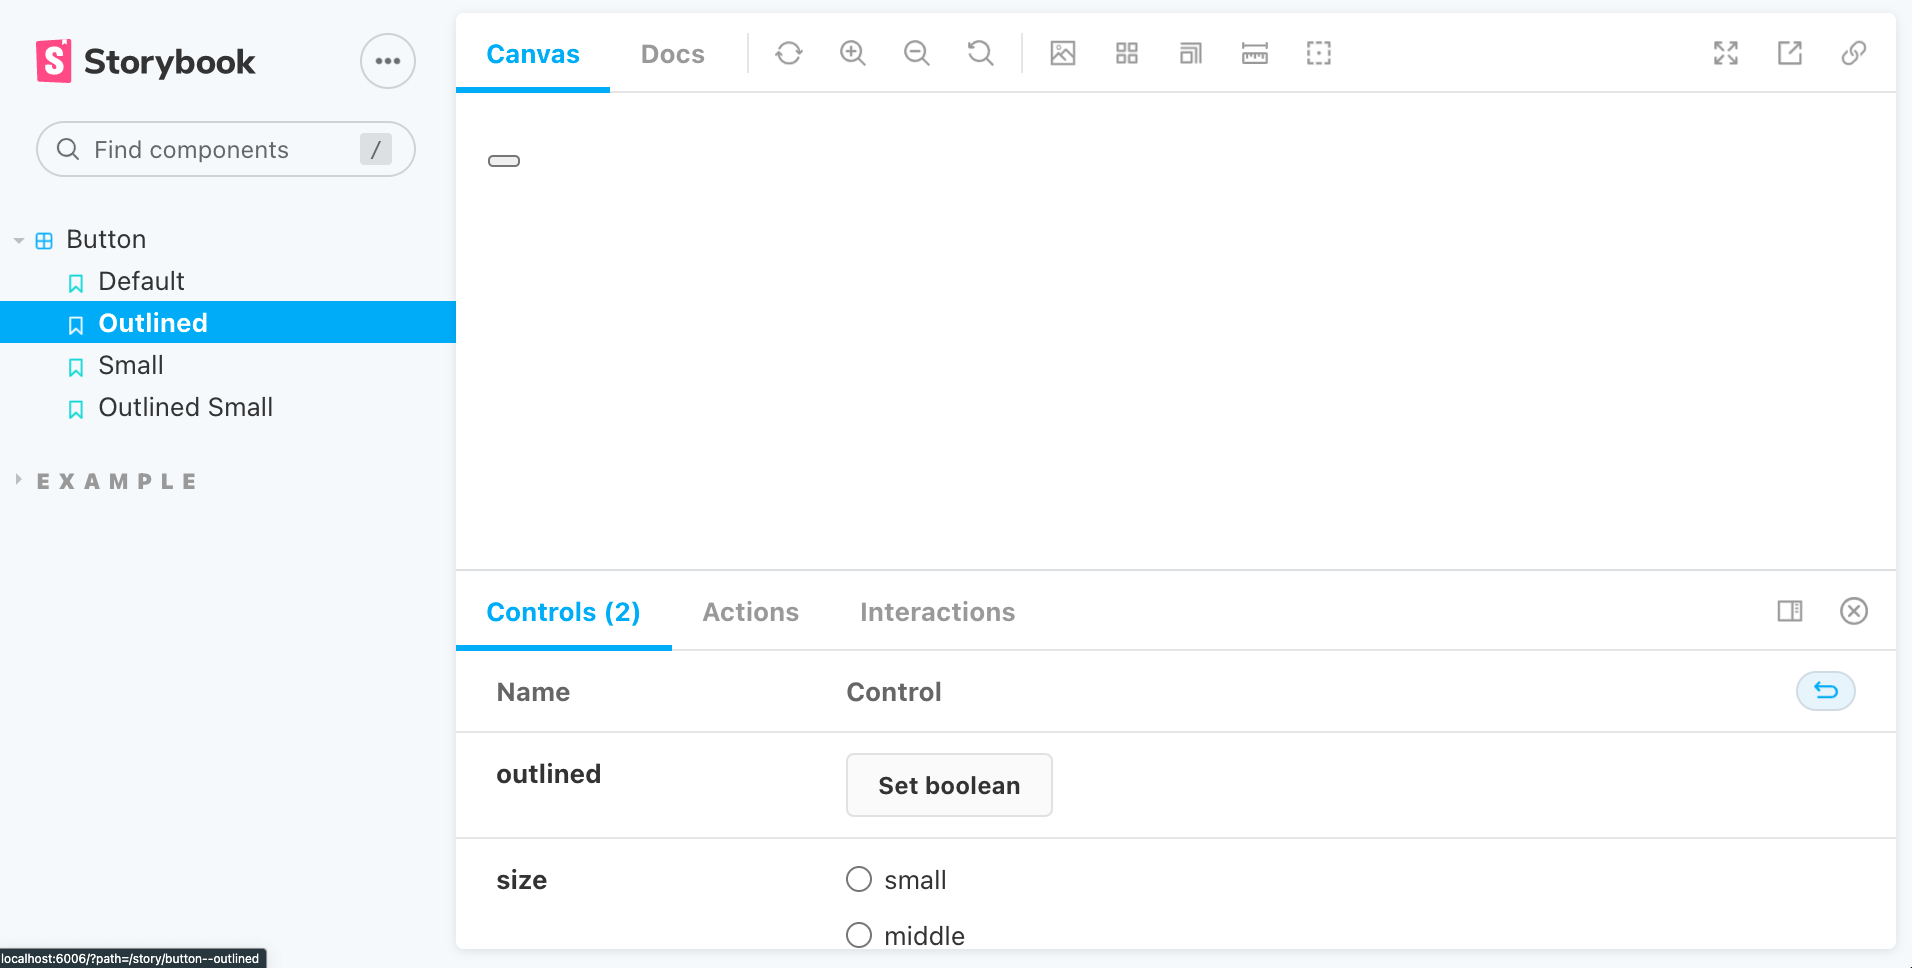 Storybook
Find components /
Button
Default
Outlined
Small
Outlined Small
EXAMPLE
Canvas Docs
Controls (2) Actions Interactions
Name Control
outlined Set boolean
size small
middle
localhost:6006/?path=/story/button--outlined